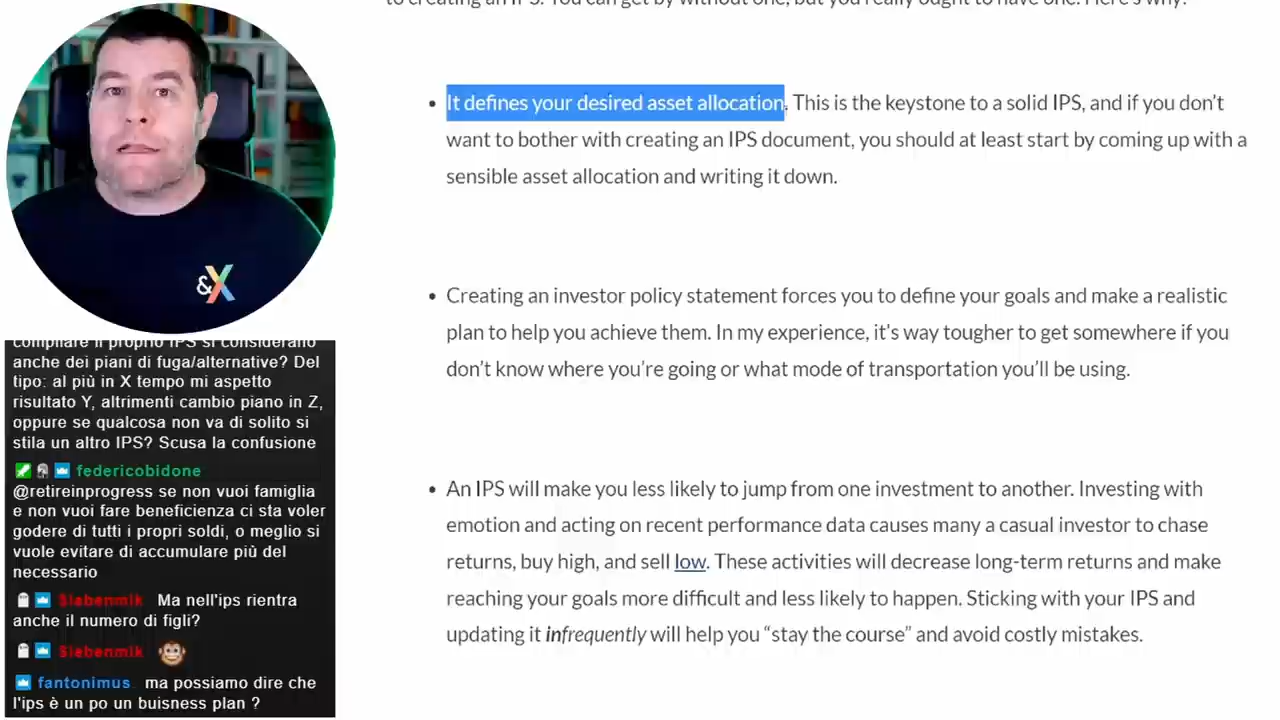 to creating an IPS. You can get by without one, but you really ought to have one. Here's why:
It defines your desired asset allocation. This is the keystone to a solid IPS, and if you don't
want to bother with creating an IPS document, you should at least start by coming up with a
sensible asset allocation and writing it down.
Creating an investor policy statement forces you to define your goals and make a realistic
plan to help you achieve them. In my experience, it's way tougher to get somewhere if you
don't know where you're going or what mode of transportation you'll be using.
An IPS will make you less likely to jump from one investment to another. Investing with
emotion and acting on recent performance data causes many a casual investor to chase
returns, buy high, and sell low. These activities will decrease long-term returns and make
reaching your goals more difficult and less likely to happen. Sticking with your IPS and
updating it infrequently will help you “stay the course” and avoid costly mistakes.
&X
compilare il proprio IPS si considerano
anche dei piani di fuga/alternative? Del
tipo: al più in X tempo mi aspetto
risultato Y, altrimenti cambio piano in Z,
oppure se qualcosa non va di solito si
stila un altro IPS? Scusa la confusione
federicobidone
@retireinprogress se non vuoi famiglia
e non vuoi fare beneficienza ci sta voler
godere di tutti i propri soldi, o meglio si
vuole evitare di accumulare più del
necessario
Siebenmik Ma nell'ips rientra
anche il numero di figli?
Siebenmik
fantonimus ma possiamo dire che
l'ips è un po un buisness plan ?